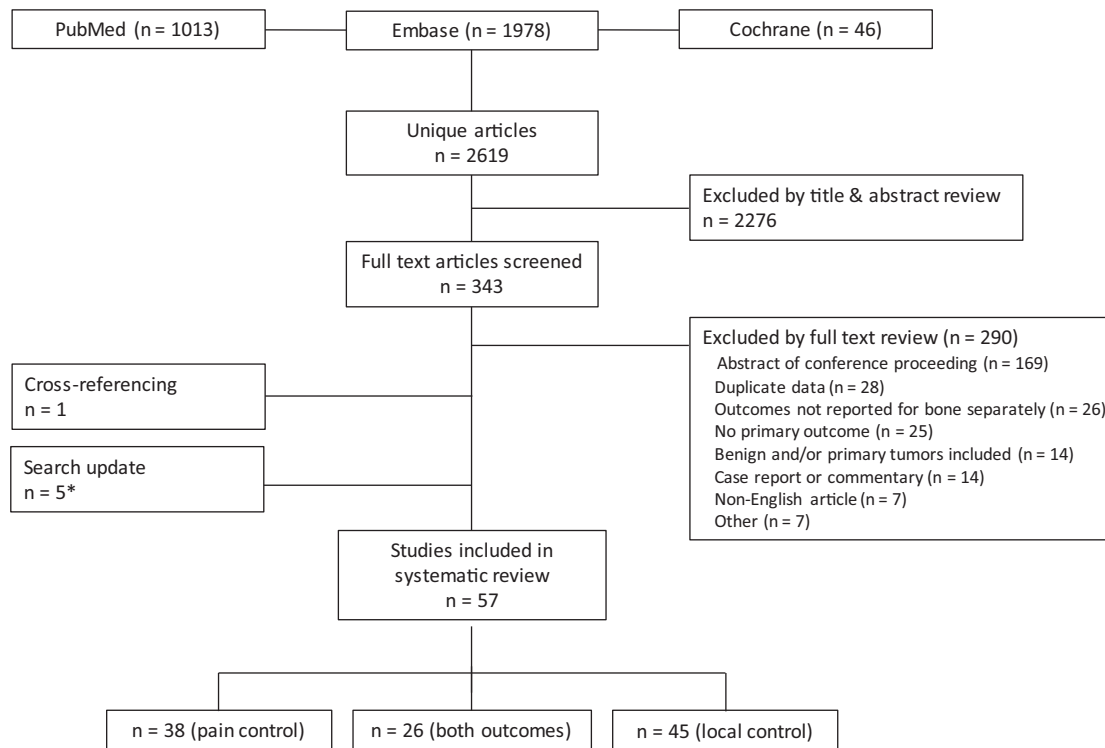 PubMed (n = 1013)
Embase (n = 1978)
Cochrane (n = 46)
Unique articles
n = 2619
Excluded by title & abstract review
n = 2276
Full text articles screened
n = 343
Excluded by full text review (n = 290)
Abstract of conference proceeding (n = 169)
Duplicate data (n = 28)
Outcomes not reported for bone separately (n = 26)
No primary outcome (n = 25)
Benign and/or primary tumors included (n = 14)
Case report or commentary (n = 14)
Non-English article (n = 7)
Other (n = 7)
Cross-referencing
n = 1
Search update
n = 5*
Studies included in
systematic review
n = 57
n = 38 (pain control)
n = 26 (both outcomes)
n = 45 (local control)